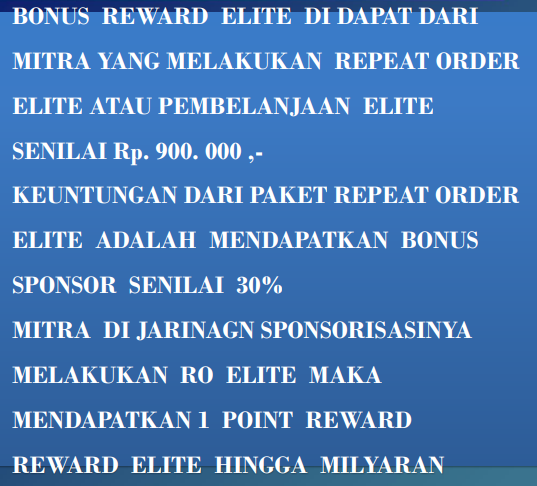 BONUS REWARD ELITE DI DAPAT DARI
MITRA YANG MELAKUKAN REPEAT ORDER
ELITE ATAU PEMBELANJAAN ELITE
SENILAI Rp. 900. 000 ,-
KEUNTUNGAN DARI PAKET REPEAT ORDER
ELITE ADALAH MENDAPATKAN BONUS
SPONSOR SENILAI 30%
MITRA DI JARINAGN SPONSORISASINYA
MELAKUKAN RO ELITE MAKA
MENDAPATKAN 1 POINT REWARD
REWARD ELITE HINGGA MILYARAN